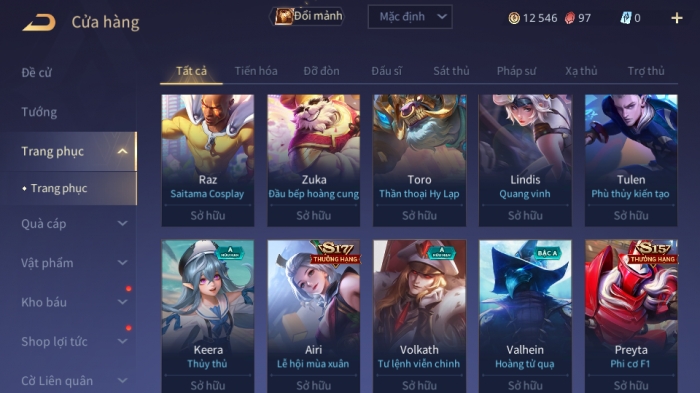 Cửa hàng
Đổi mảnh
Mặc định
12 546
97
0
+
Đề cử
Tướng
Trang phục
Trang phục
Quà cáp
Vật phẩm
Kho báu
Shop lợi tức
Cờ Liên quân
Tất cả
Tiến hóa
Đỡ đòn
Đấu sĩ
Sát thủ
Pháp sư
Xạ thủ
Trợ thủ
Raz
Saitama Cosplay
Sở hữu
Zuka
Đầu bếp hoàng cung
Sở hữu
Toro
Thần thoại Hy Lạp
Sở hữu
Lindis
Quang vinh
Sở hữu
Tulen
Phù thủy kiến tạo
Sở hữu
A
Keera
Thủy thủ
Sở hữu
S17
THƯỞNG HẠNG
Airi
Lễ hội mùa xuân
Sở hữu
A
Volkath
Tư lệnh viễn chinh
Sở hữu
BẬC A
Valhein
Hoàng tử quạ
Sở hữu
S15
THƯỞNG HẠNG
Preyta
Phi cơ F1
Sở hữu